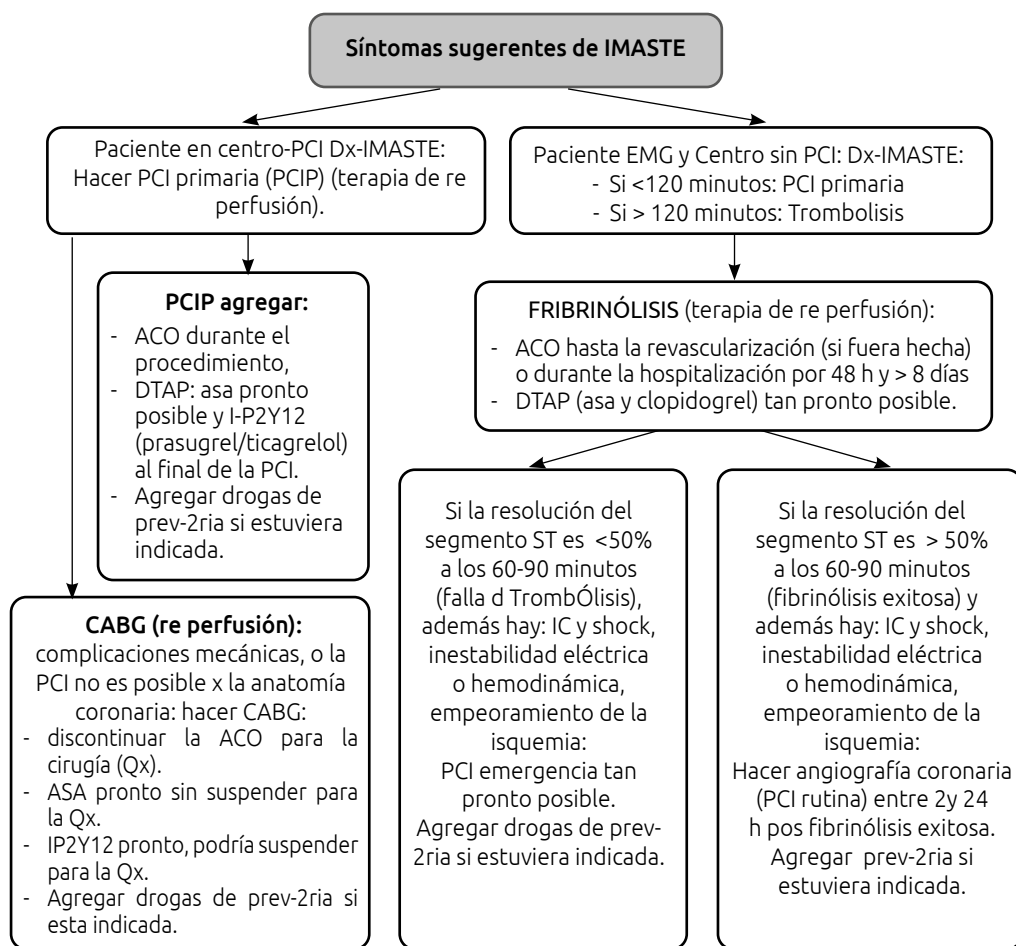 Síntomas sugerentes de IMASTE
Paciente en centro-PCI Dx-IMASTE:
Hacer PCI primaria (PCIP) (terapia de re
perfusión).
Paciente EMG y Centro sin PCI: Dx-IMASTE:
- Si <120 minutos: PCI primaria
- Si > 120 minutos: Trombolisis
PCIP agregar:
- ACO durante el
procedimiento,
- DTAP: asa pronto
posible y I-P2Y12
(prasugrel/ticagrelol)
al final de la PCI.
- Agregar drogas de
prev-2ria si estuviera
indicada.
FRIBRINÓLISIS (terapia de re perfusión):
- ACO hasta la revascularización (si fuera hecha)
o durante la hospitalización por 48 h y > 8 días
- DTAP (asa y clopidogrel) tan pronto posible.
CABG (re perfusión):
complicaciones mecánicas, o la
PCI no es posible x la anatomía
coronaria: hacer CABG:
- discontinuar la ACO para la
cirugía (Qx).
- ASA pronto sin suspender para
la Qx.
- IP2Y12 pronto, podría suspender
para la Qx.
- Agregar drogas de prev-2ria si
esta indicada.
Si la resolución del
segmento ST es <50%
a los 60-90 minutos
(falla d TrombÓlisis),
además hay: IC y shock,
inestabilidad eléctrica
o hemodinámica,
empeoramiento de la
isquemia:
PCI emergencia tan
pronto posible.
Agregar drogas de prev-
2ria si estuviera indicada.
Si la resolución del
segmento ST es > 50%
a los 60-90 minutos
(fibrinólisis exitosa) y
además hay: IC y shock,
inestabilidad eléctrica
o hemodinámica,
empeoramiento de la
isquemia:
Hacer angiografía coronaria
(PCI rutina) entre 2y 24
h pos fibrinólisis exitosa.
Agregar prev-2ria si
estuviera indicada.